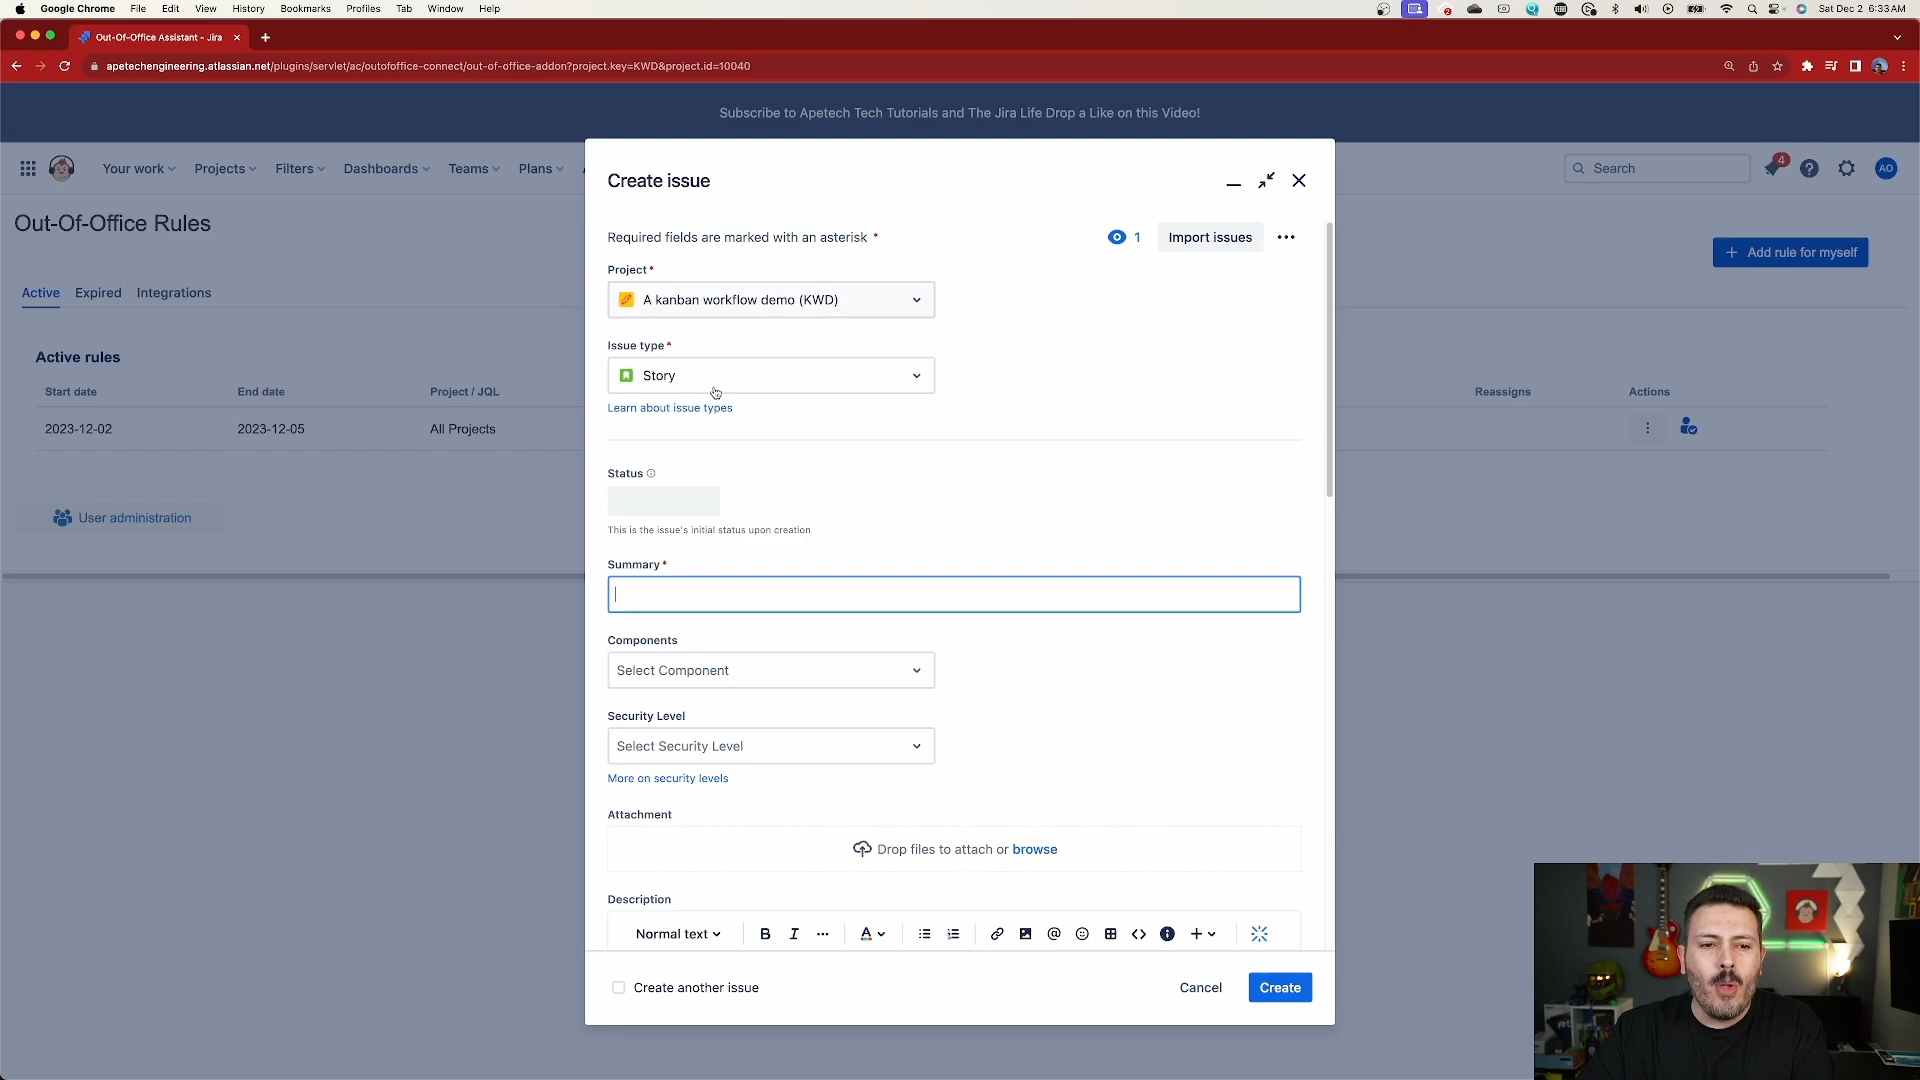 Google Chrome File Edit View History Bookmarks Profiles Tab Window Help
2
Sat Dec 2 6:33 AM
Out-Of-Office Assistant - Jira
apetechengineering.atlassian.net/plugins/servlet/ac/outofoffice-connect/out-of-office-addon?project.key=KWD&project.id=10040
Subscribe to Apetech Tech Tutorials and The Jira Life Drop a Like on this Video!
Your work Projects Filters Dashboards Teams Plans
Search
4
AO
Out-Of-Office Rules
Add rule for myself
Active Expired Integrations
Active rules
Start date End date Project / JQL Reassigns Actions
2023-12-02 2023-12-05 All Projects
User administration
Create issue
Required fields are marked with an asterisk *
1
Import issues
Project *
A kanban workflow demo (KWD)
Issue type *
Story
Learn about issue types
Status
This is the issue's initial status upon creation
Summary *
Components
Select Component
Security Level
Select Security Level
More on security levels
Attachment
Drop files to attach or browse
Description
Normal text B I A
Create another issue
Cancel
Create